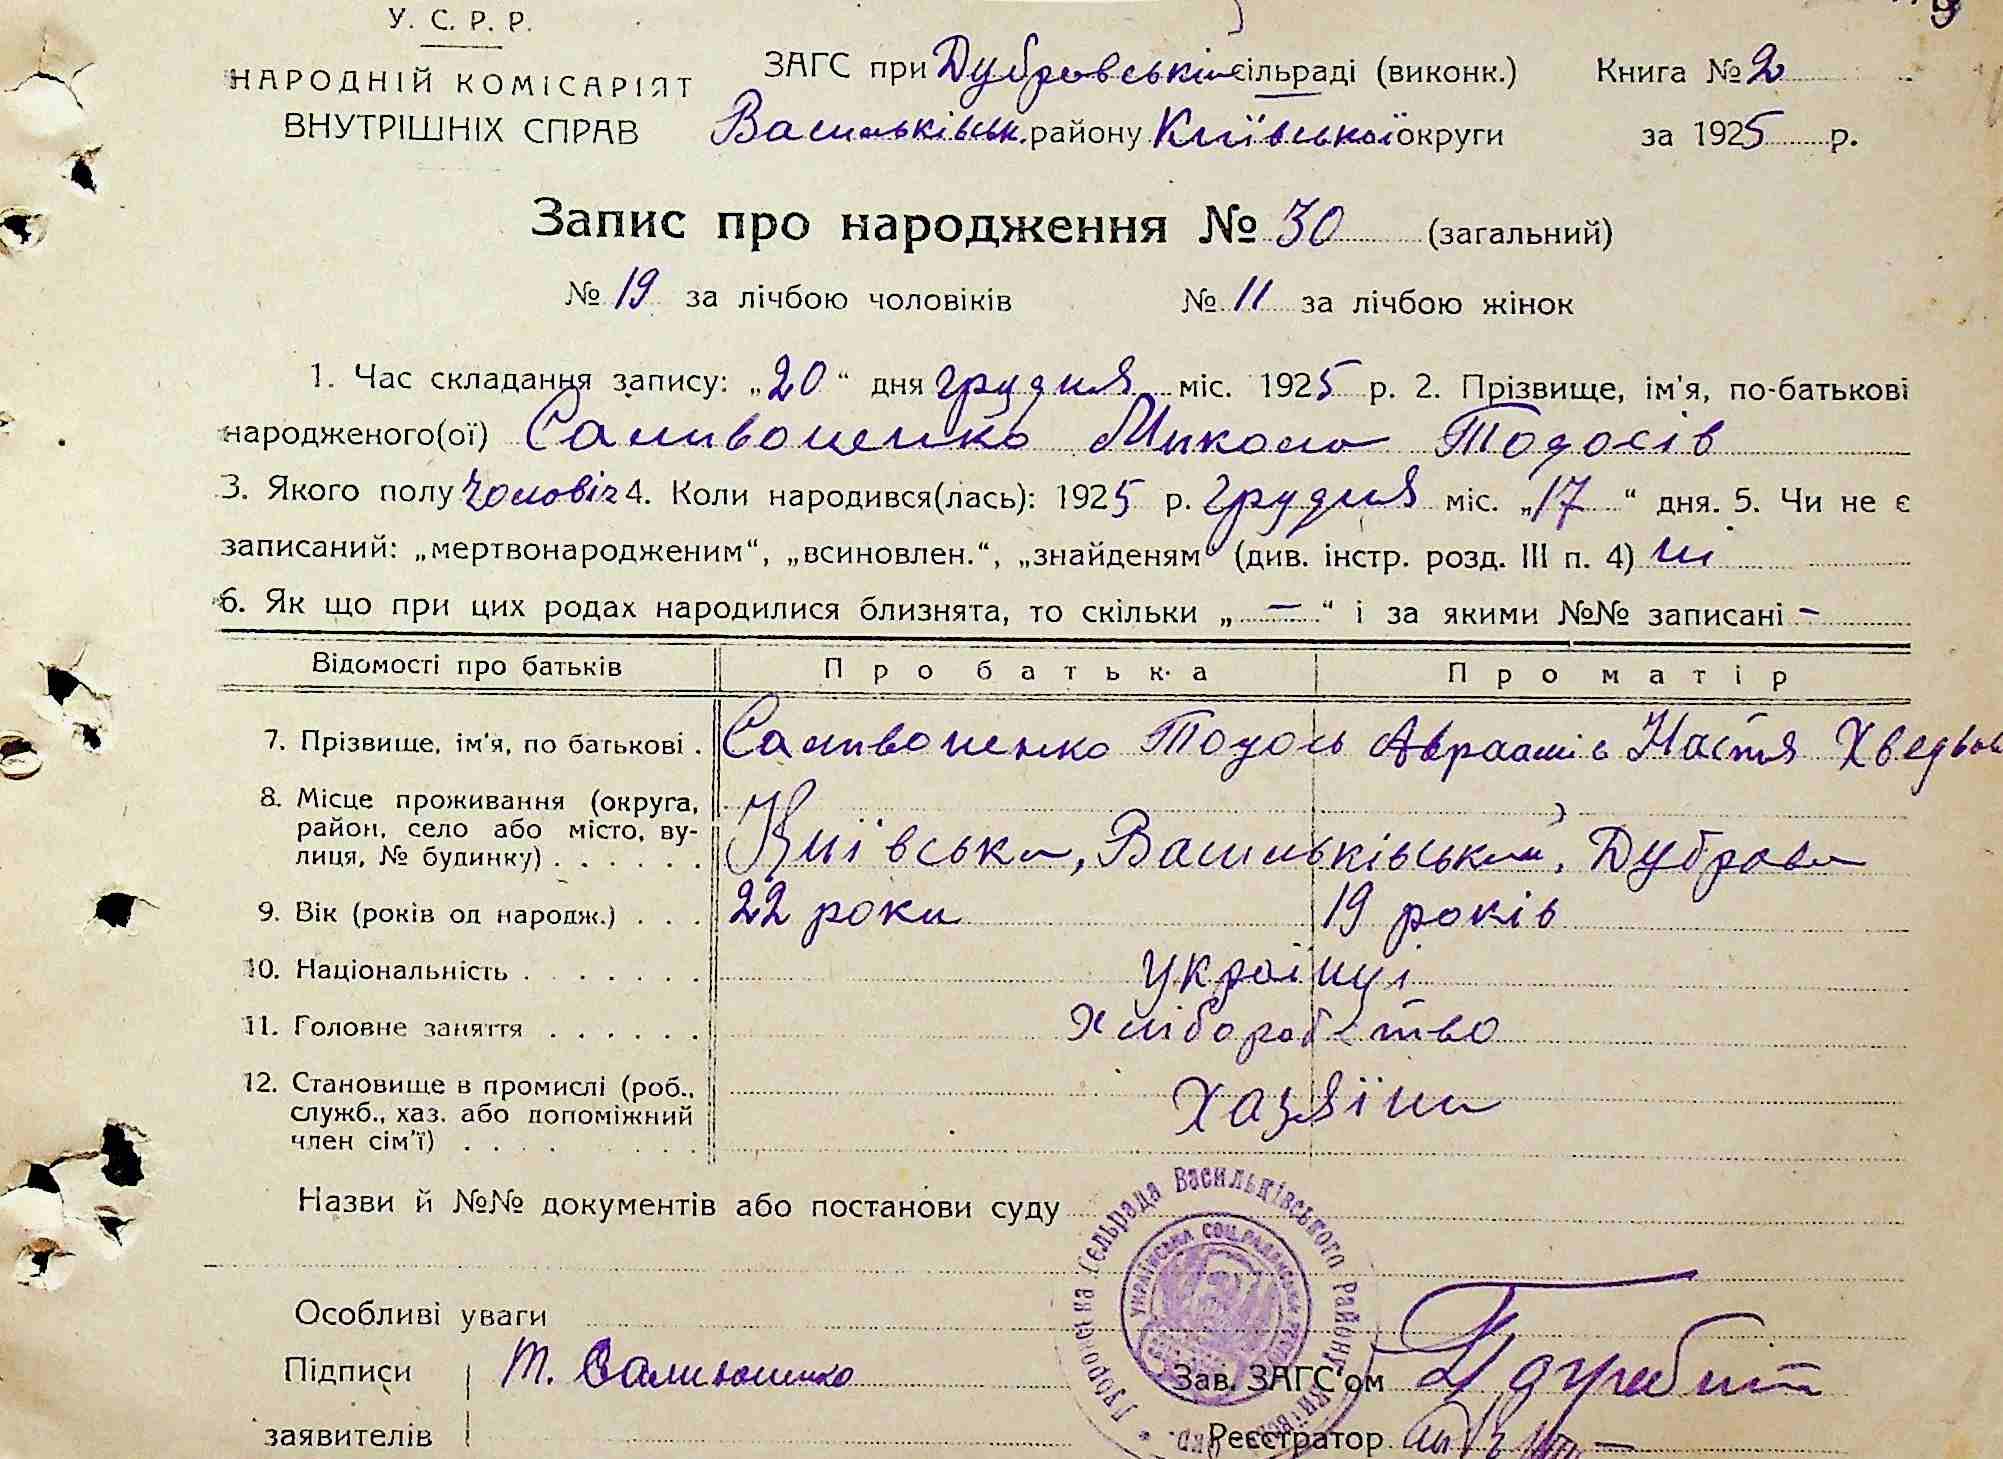 У. С. Р. Р.
НАРОДНІЙ КОМІСАРІЯТ
ВНУТРІШНІХ СПРАВ
ЗАГС при Дубровській сільраді (виконк.) Книга № 2
Васильківськ. району Київської округи за 1925 р.
Запис про народження № 30 (загальний)
№ 19 за лічбою чоловіків № 11 за лічбою жінок
1. Час складання запису: „20“ дня грудня міс. 1925 р. 2. Прізвище, ім'я, по-батькові
народженого(ої) Микола Тодосів
3. Якого полу чоловіч 4. Коли народився(лась): 1925 р. грудня міс. „17“ дня. 5. Чи не є
записаний: „мертвонародженим“, „всиновлен.“, „знайденям“ (див. інстр. розд. III п. 4) ні
6. Як що при цих родах народилися близнята, то скільки „—“ і за якими №№ записані -
Відомості про батьків Про батька Про матір
7. Прізвище, ім'я, по батькові . Тодось Авраамів Настя Хведьов
8. Місце проживання (округа,
район, село або місто, ву-
лиця, № будинку) . . . . . . Київська, Васильківський, Дуброва
9. Вік (років од народж.) . . . 22 роки 19 років
10. Національність . . . . . . . українці
11. Головне заняття . . . . . . Хліборобство
12. Становище в промислі (роб.,
служб., хаз. або допоміжний
член сім'ї) . . . . Хазяїни
Назви й №№ документів або постанови суду
Особливі уваги
Підписи Т.
заявителів
Зав. ЗАГС'ом
Реєстратор
Васильківського Району